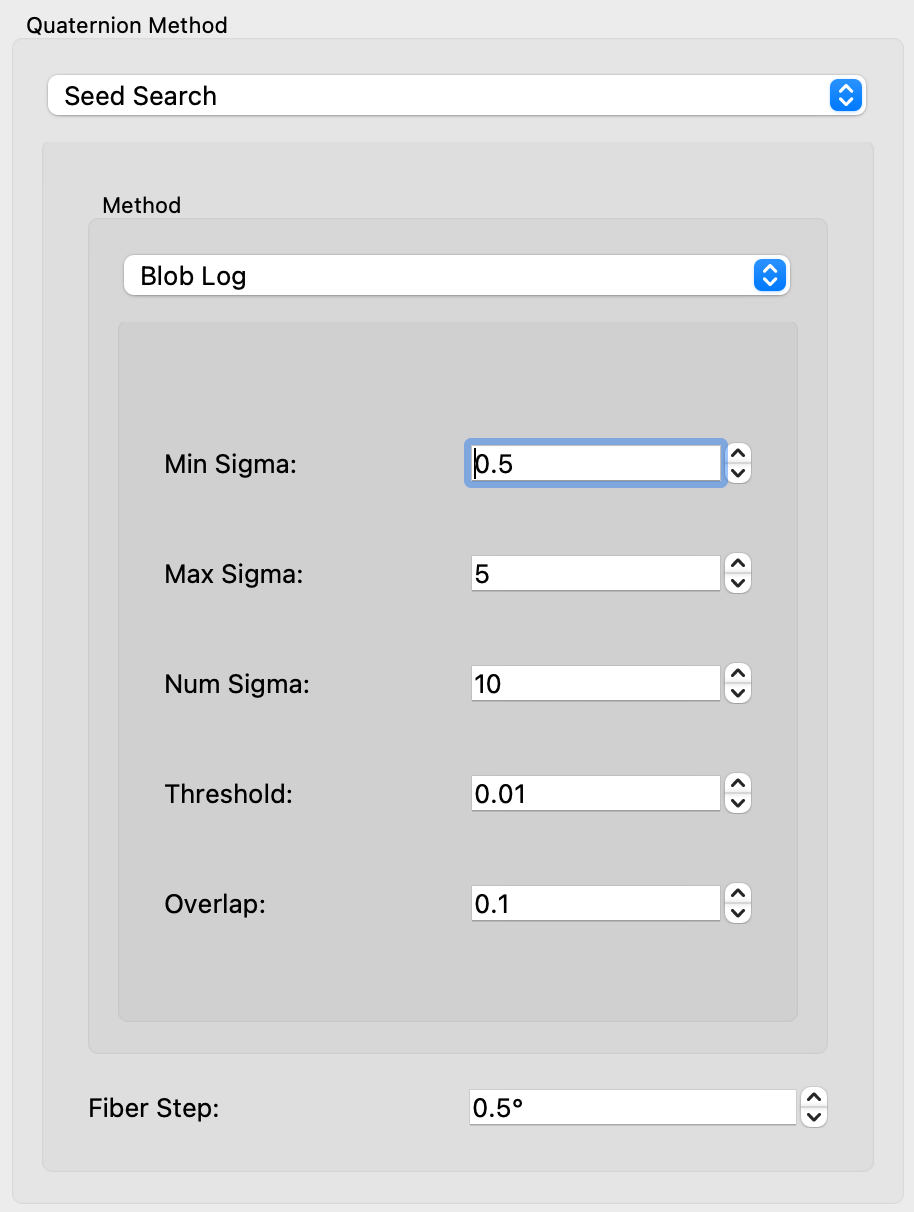 Quaternion Method
Seed Search
Method
Blob Log
Min Sigma: 0.5
Max Sigma: 5
Num Sigma: 10
Threshold: 0.01
Overlap: 0.1
Fiber Step: 0.5°